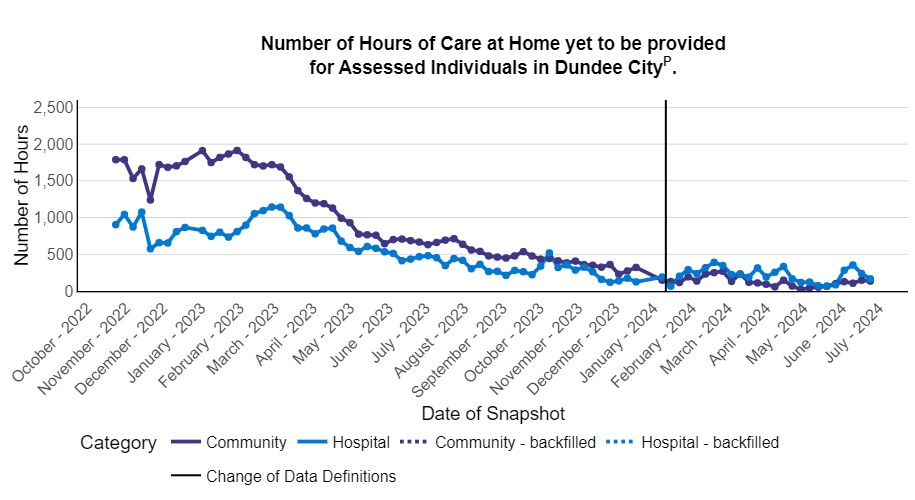 Number of Hours of Care at Home yet to be provided
for Assessed Individuals in Dundee Cityᴾ.
Number of Hours
2,500
2,000
1,500
1,000
500
0
October - 2022
November - 2022
December - 2022
January - 2023
February - 2023
March - 2023
April - 2023
May - 2023
June - 2023
July - 2023
August - 2023
September - 2023
October - 2023
November - 2023
December - 2023
January - 2024
February - 2024
March - 2024
April - 2024
May - 2024
June - 2024
July - 2024
Date of Snapshot
Category Community Hospital Community - backfilled Hospital - backfilled
Change of Data Definitions